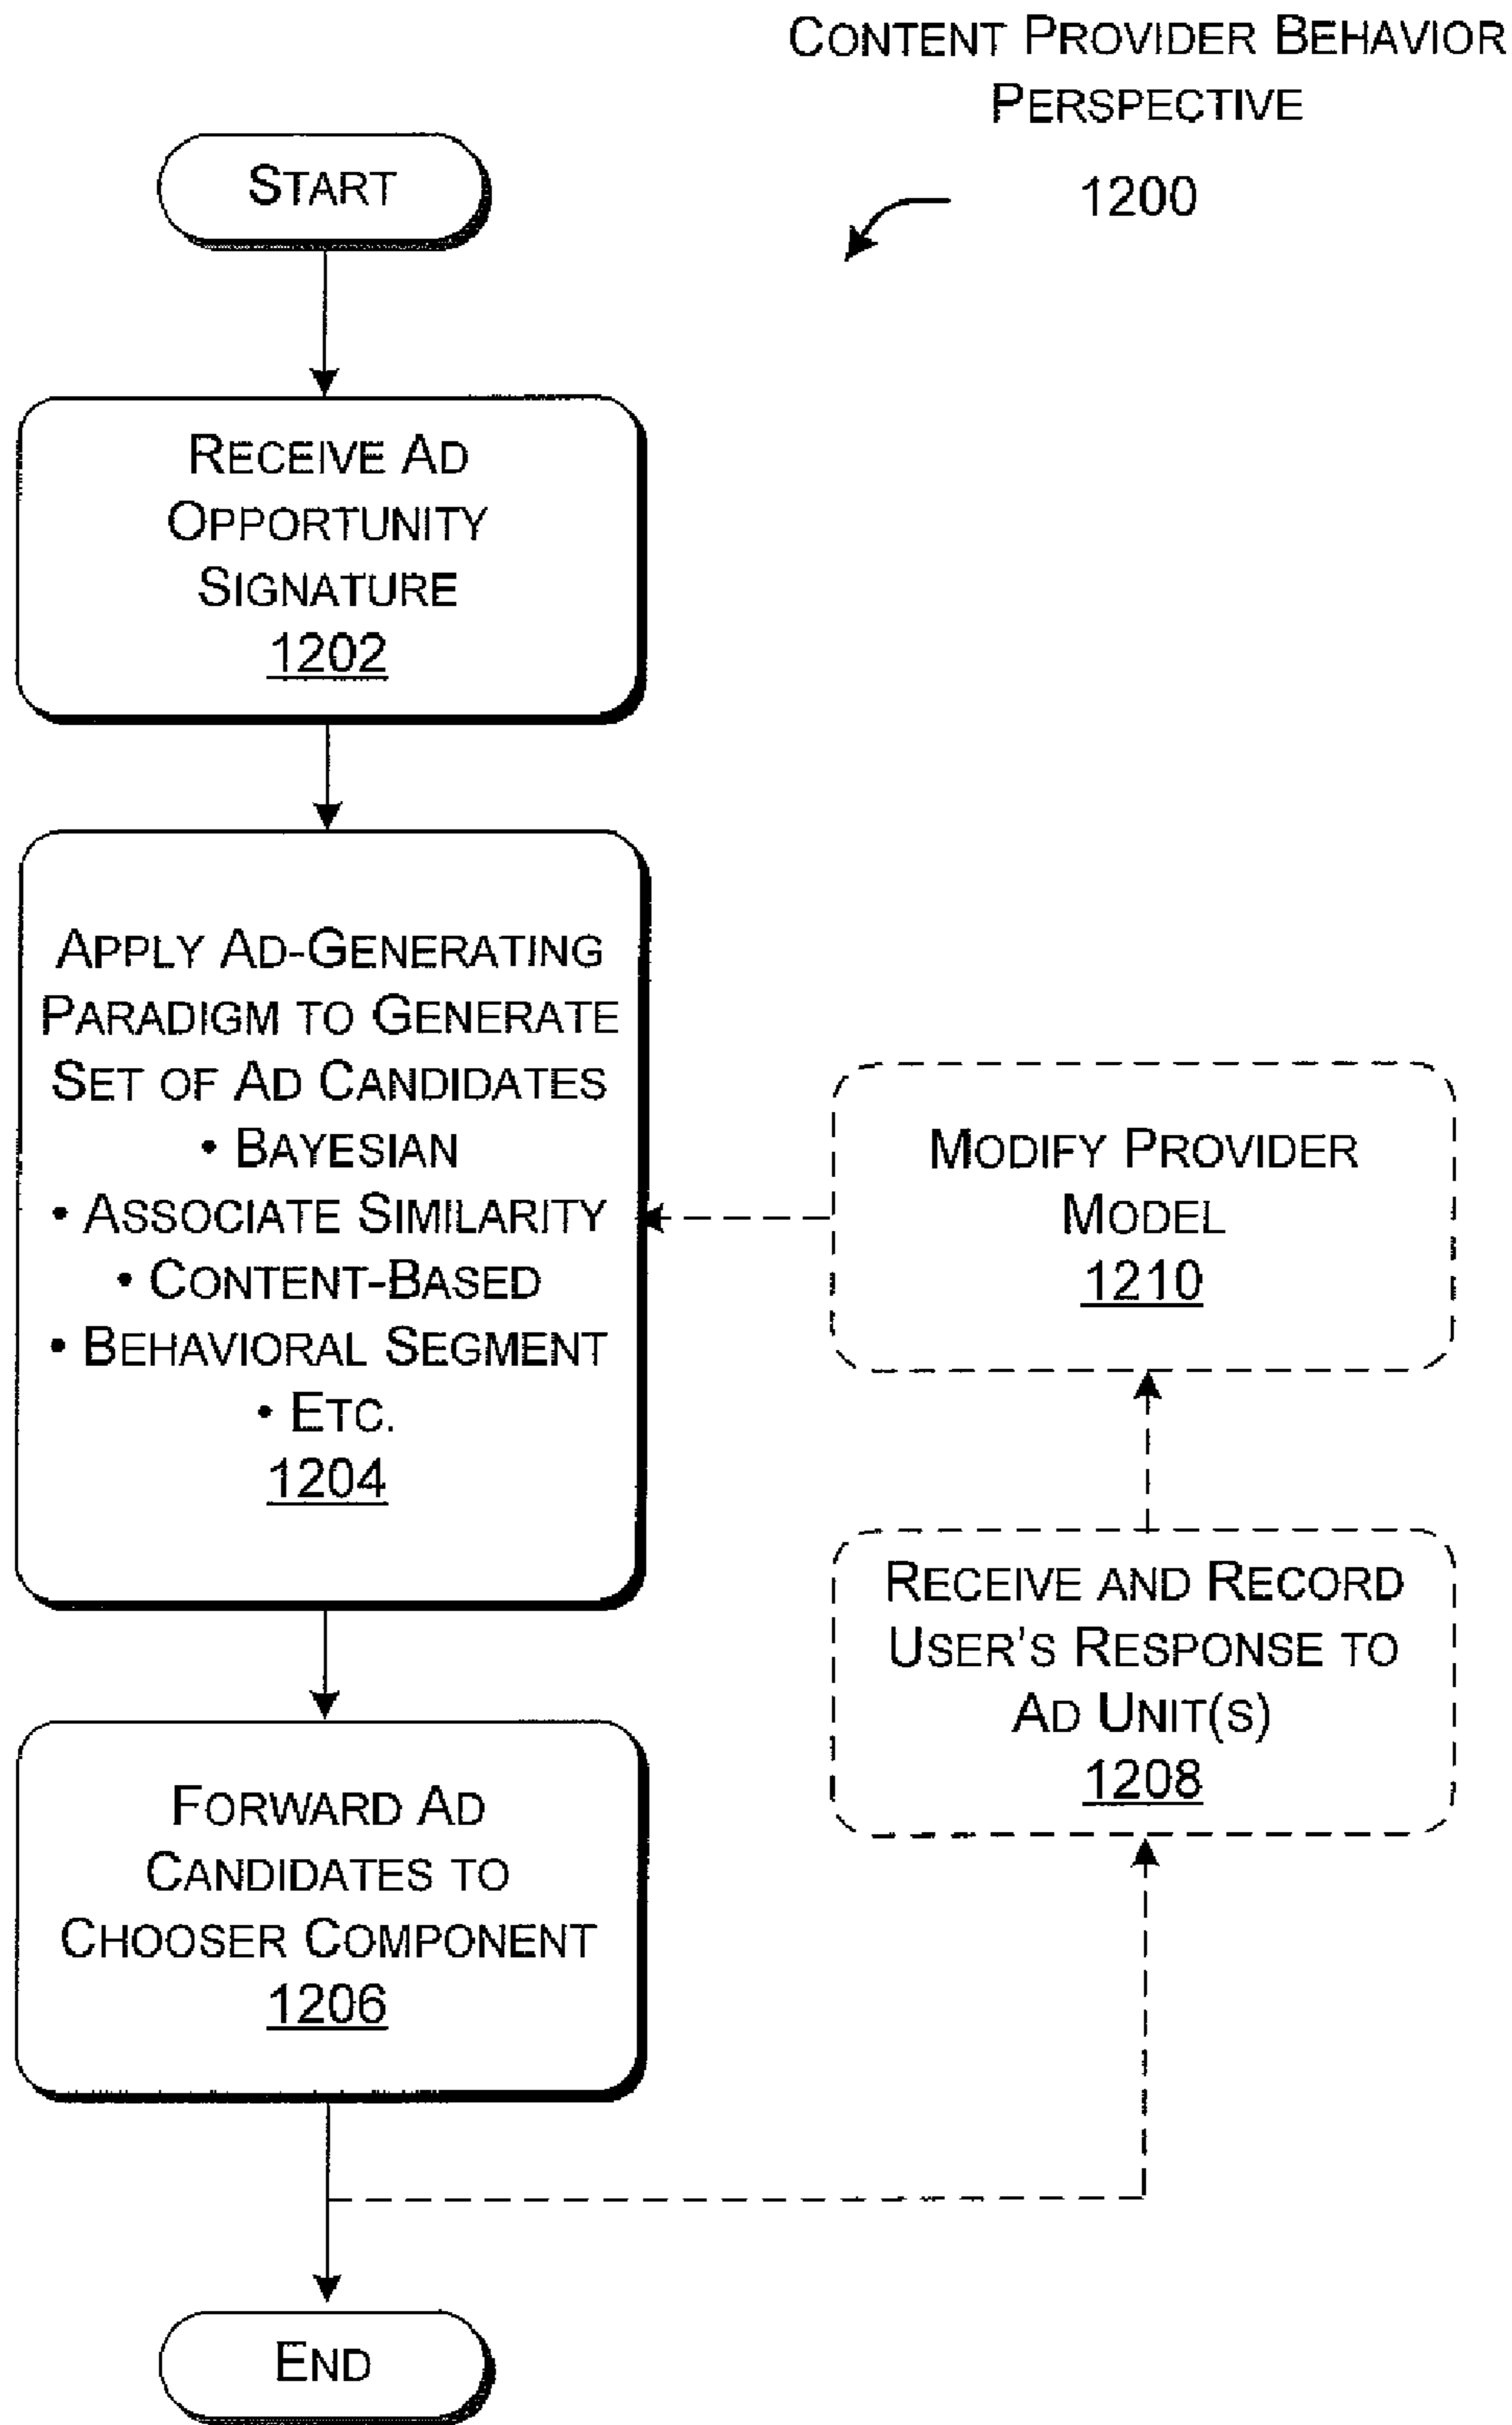 CONTENT PROVIDER BEHAVIOR
PERSPECTIVE
1200
START
RECEIVE AD
OPPORTUNITY
SIGNATURE
1202
APPLY AD-GENERATING
PARADIGM TO GENERATE
SET OF AD CANDIDATES
• BAYESIAN
• ASSOCIATE SIMILARITY
• CONTENT-BASED
• BEHAVIORAL SEGMENT
• ETC.
1204
MODIFY PROVIDER
MODEL
1210
RECEIVE AND RECORD
USER'S RESPONSE TO
AD UNIT(S)
1208
FORWARD AD
CANDIDATES TO
CHOOSER COMPONENT
1206
END